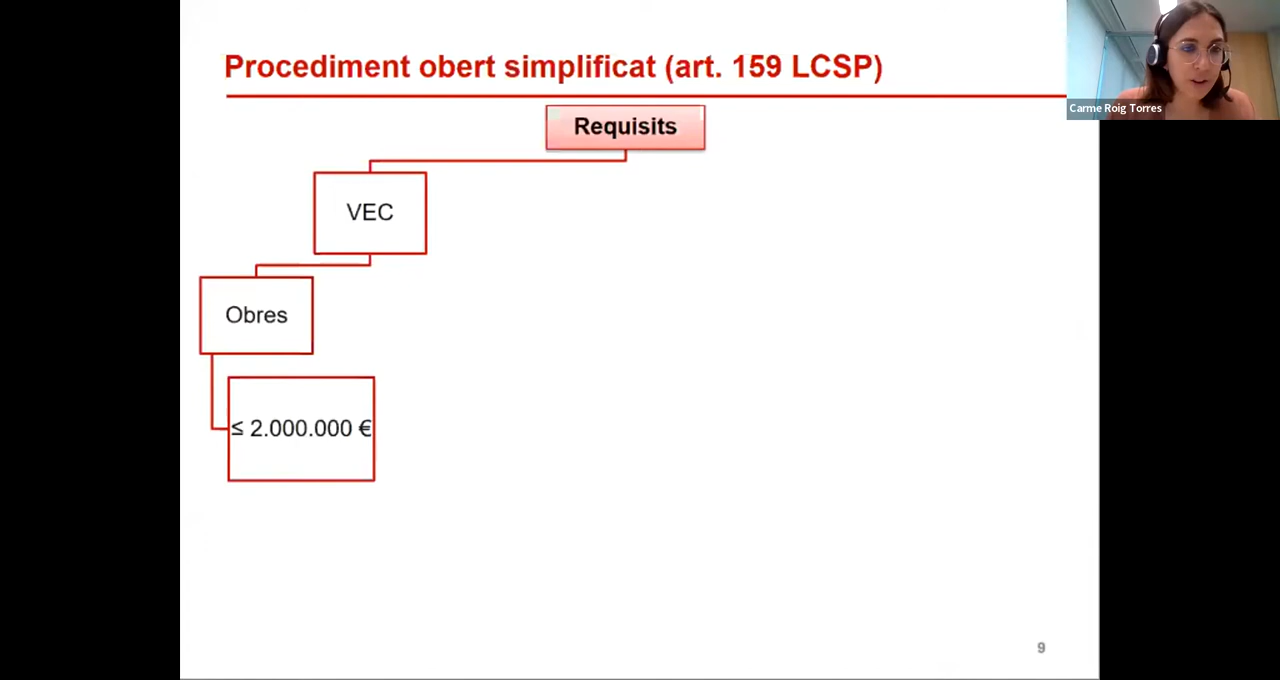 Procediment obert simplificat (art. 159 LCSP)
Carme Roig Torres
Requisits
VEC
Obres
≤ 2.000.000 €
9